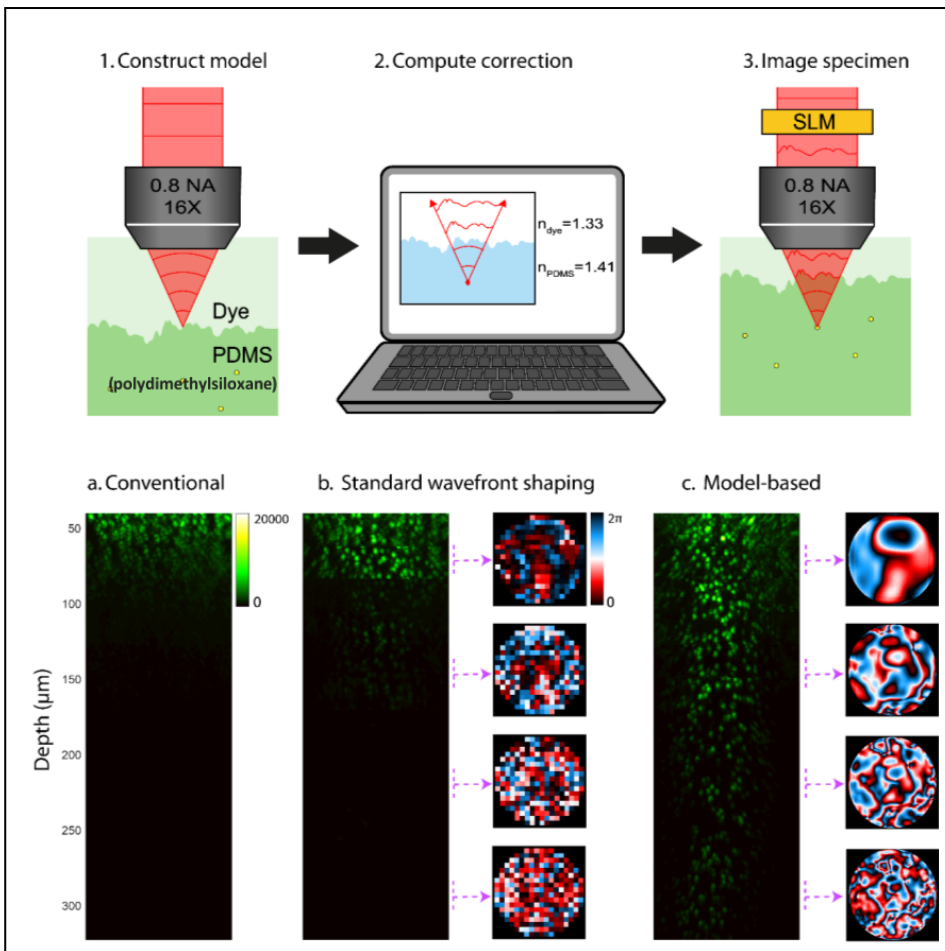 1. Construct model
2. Compute correction
3. Image specimen
SLM
0.8 NA
16X
0.8 NA
16X
n_dye=1.33
n_PDMS=1.41
Dye
PDMS
(polydimethylsiloxane)
a. Conventional
b. Standard wavefront shaping
c. Model-based
50
100
150
200
250
300
Depth (µm)
20000
0
2π
0